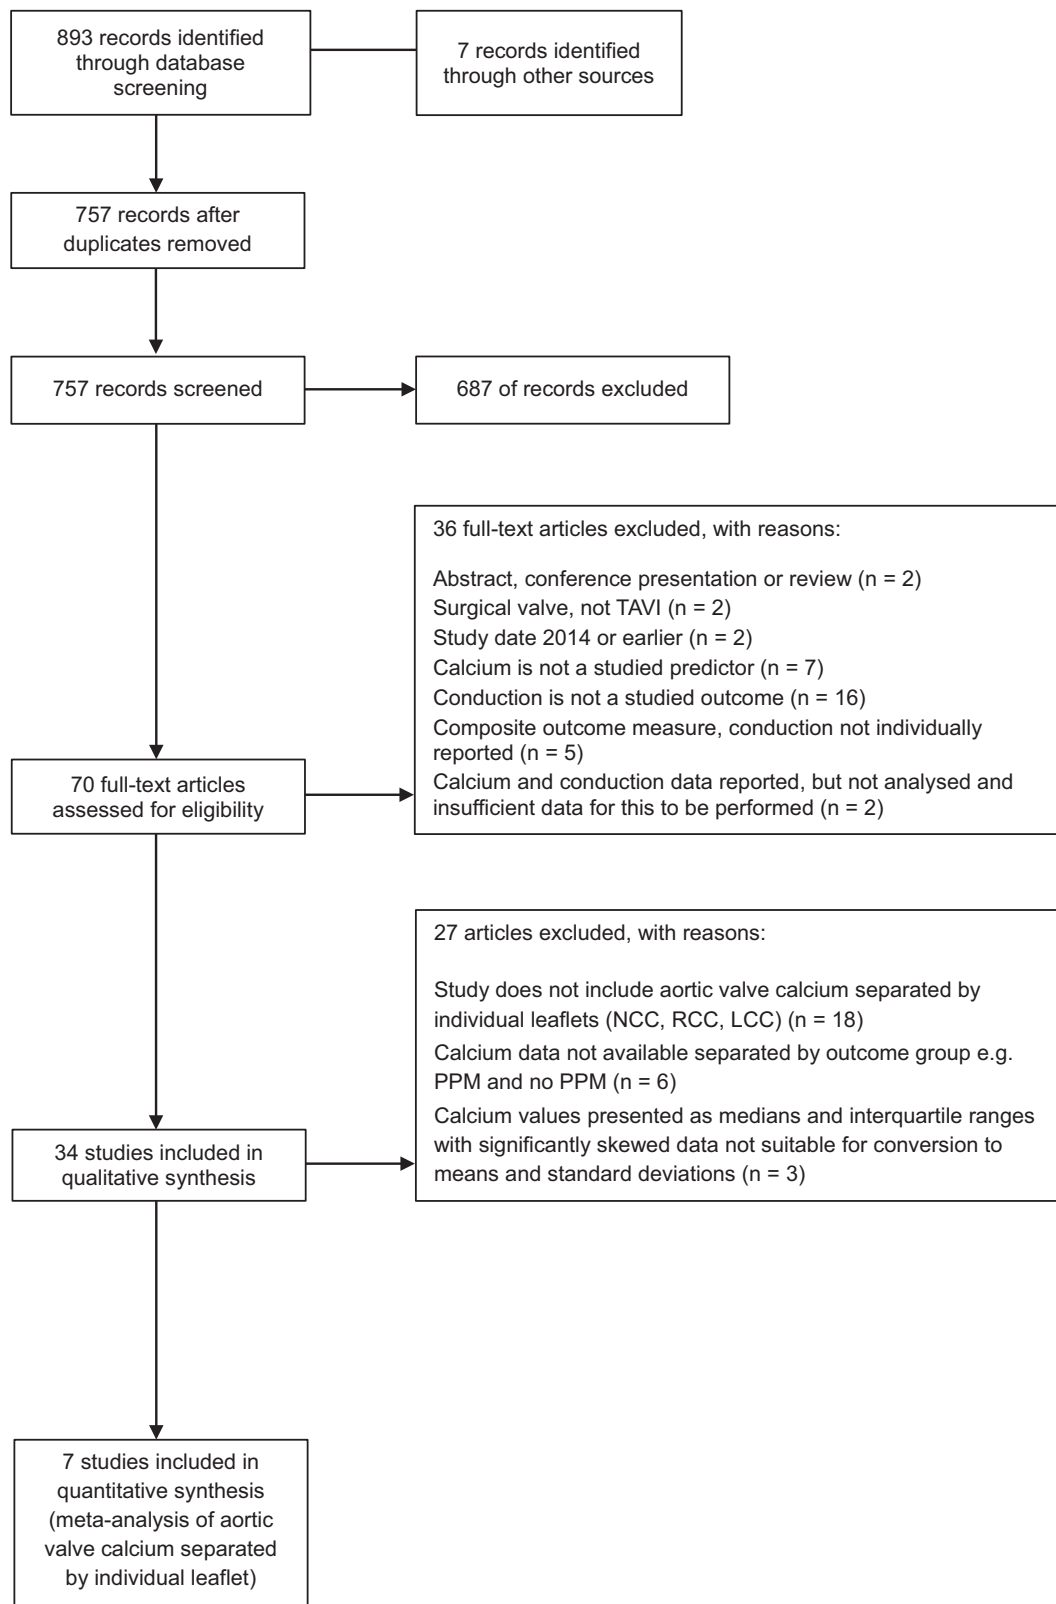 893 records identified
through database
screening
7 records identified
through other sources
757 records after
duplicates removed
757 records screened
687 of records excluded
36 full-text articles excluded, with reasons:
Abstract, conference presentation or review (n = 2)
Surgical valve, not TAVI (n = 2)
Study date 2014 or earlier (n = 2)
Calcium is not a studied predictor (n = 7)
Conduction is not a studied outcome (n = 16)
Composite outcome measure, conduction not individually
reported (n = 5)
Calcium and conduction data reported, but not analysed and
insufficient data for this to be performed (n = 2)
70 full-text articles
assessed for eligibility
27 articles excluded, with reasons:
Study does not include aortic valve calcium separated by
individual leaflets (NCC, RCC, LCC) (n = 18)
Calcium data not available separated by outcome group e.g.
PPM and no PPM (n = 6)
Calcium values presented as medians and interquartile ranges
with significantly skewed data not suitable for conversion to
means and standard deviations (n = 3)
34 studies included in
qualitative synthesis
7 studies included in
quantitative synthesis
(meta-analysis of aortic
valve calcium separated
by individual leaflet)